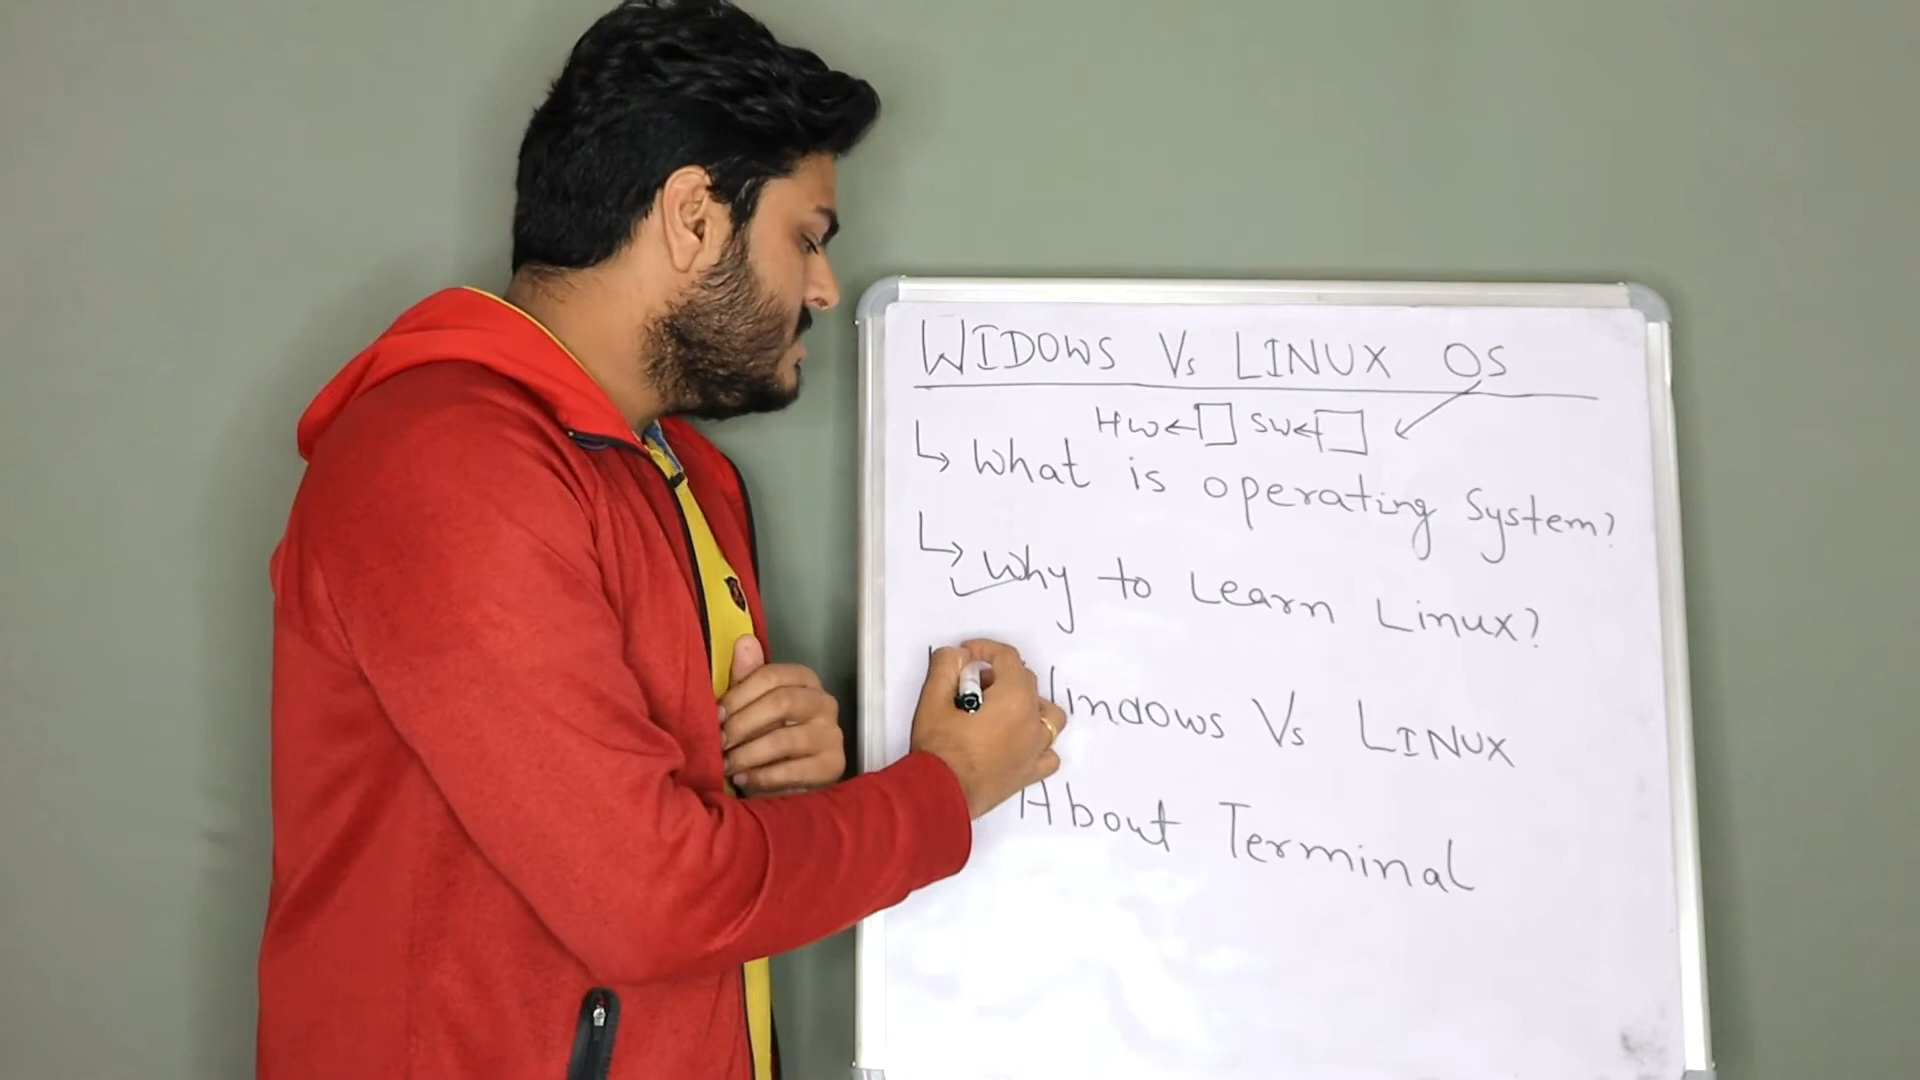 WIDOWS Vs LINUX OS
HW SW
What is operating System?
Why to Learn Linux?
Windows Vs LINUX
About Terminal